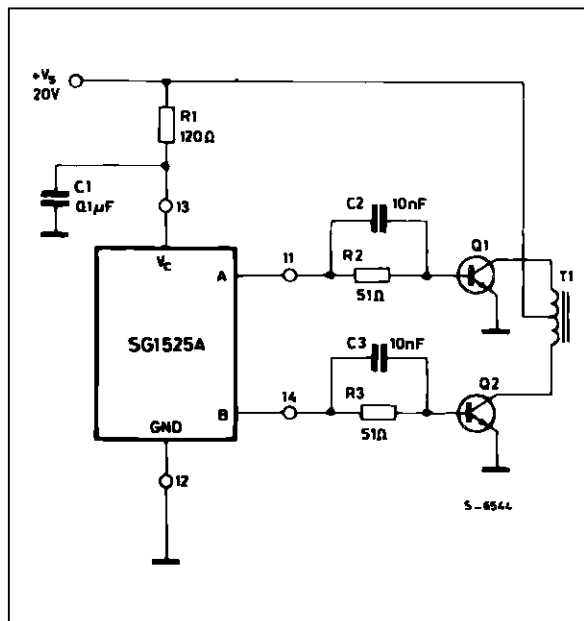 +Vs
20V
R1
120Ω
C1
0.1μF
13
VC
C2 10nF
11
A
R2
51Ω
Q1
T1
SG1525A
C3 10nF
14
B
R3
51Ω
Q2
GND
12
S-6544